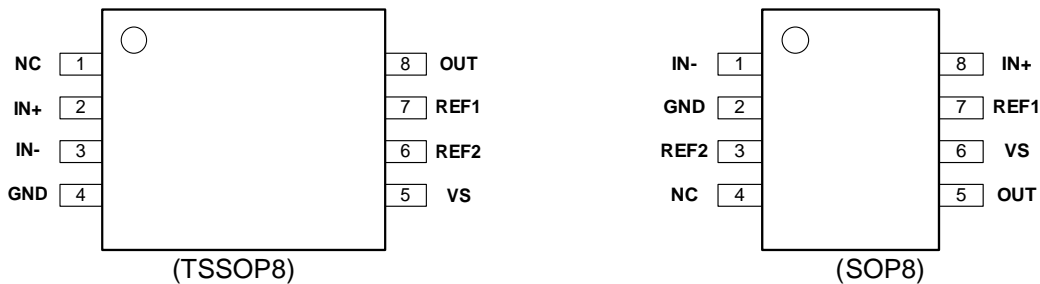 NC 1 8 OUT
IN+ 2 7 REF1
IN- 3 6 REF2
GND 4 5 VS
(TSSOP8)
IN- 1 8 IN+
GND 2 7 REF1
REF2 3 6 VS
NC 4 5 OUT
(SOP8)